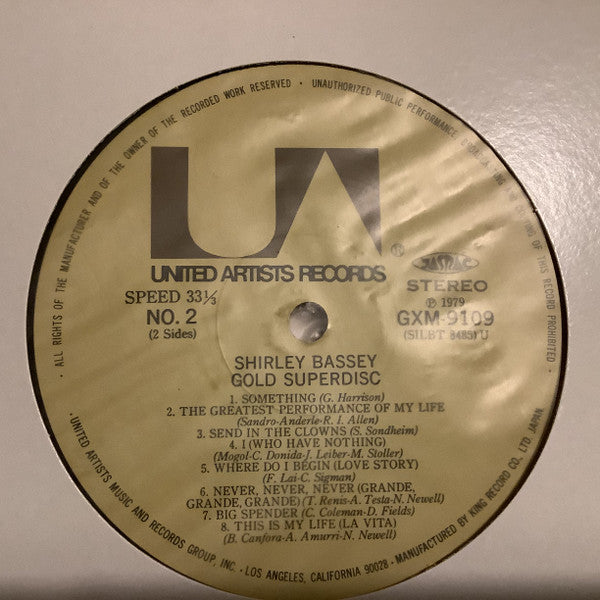 · ALL RIGHTS OF THE MANUFACTURER AND OF THE OWNER OF THE RECORDED WORK RESERVED · UNAUTHORIZED PUBLIC PERFORMANCE OF THIS RECORD PROHIBITED ·
UA
UNITED ARTISTS RECORDS
®
SPEED 33⅓
NO. 2
(2 Sides)
JASRAC
STEREO
Ⓟ 1979
GXM-9109
(SILBT 8485)YU
SHIRLEY BASSEY
GOLD SUPERDISC
1. SOMETHING (G. Harrison)
2. THE GREATEST PERFORMANCE OF MY LIFE
(Sandro-Anderle-R. I. Allen)
3. SEND IN THE CLOWNS (S. Sondheim)
4. I (WHO HAVE NOTHING)
(Mogol-C. Donida-J. Leiber-M. Stoller)
5. WHERE DO I BEGIN (LOVE STORY)
(F. Lai-C. Sigman)
6. NEVER, NEVER, NEVER (GRANDE,
GRANDE, GRANDE) (T. Renis-A. Testa-N. Newell)
7. BIG SPENDER (C. Coleman-D. Fields)
8. THIS IS MY LIFE (LA VITA)
(B. Canfora-A. Amurri-N. Newell)
· UNITED ARTISTS MUSIC AND RECORDS GROUP, INC. · LOS ANGELES, CALIFORNIA 90028 · MANUFACTURED BY KING RECORD CO., LTD. JAPAN.